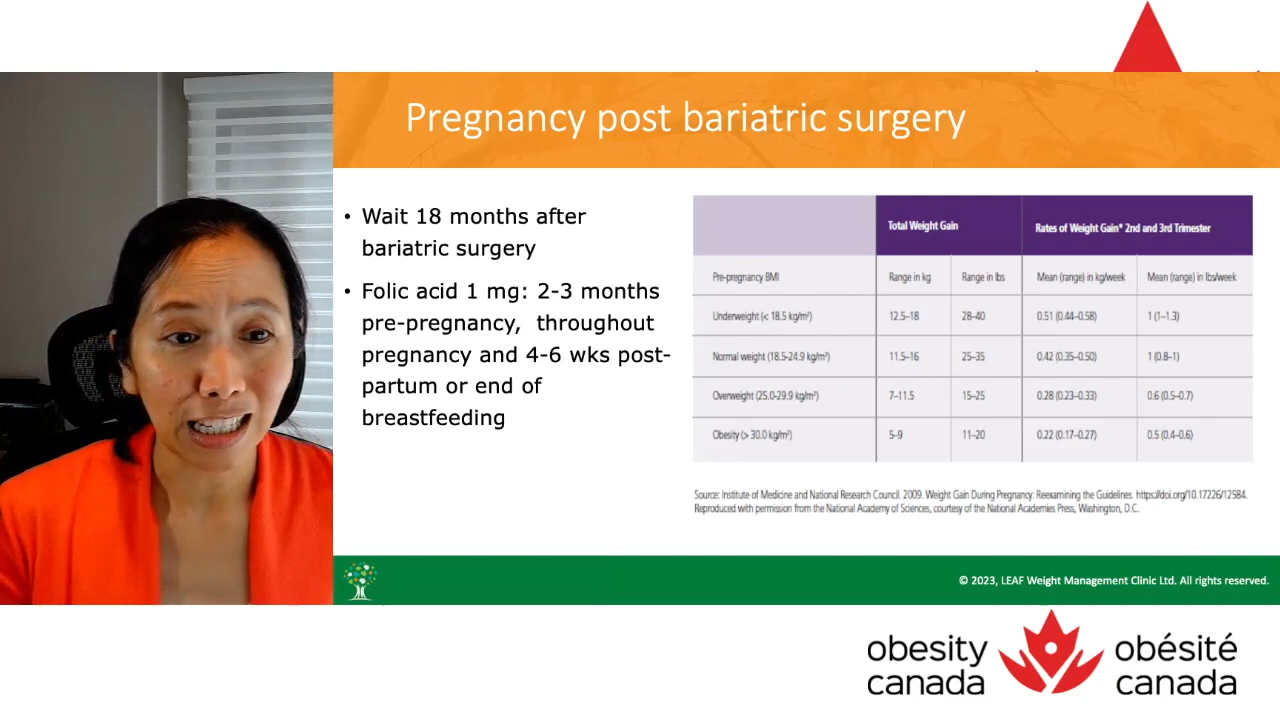 Pregnancy post bariatric surgery
• Wait 18 months after
bariatric surgery
• Folic acid 1 mg: 2-3 months
pre-pregnancy, throughout
pregnancy and 4-6 wks post-
partum or end of
breastfeeding
Total Weight Gain Rates of Weight Gain* 2nd and 3rd Trimester
Pre-pregnancy BMI Range in kg Range in lbs Mean (range) in kg/week Mean (range) in lbs/week
Underweight (< 18.5 kg/m²) 12.5–18 28–40 0.51 (0.44–0.58) 1 (1–1.3)
Normal weight (18.5-24.9 kg/m²) 11.5–16 25–35 0.42 (0.35–0.50) 1 (0.8–1)
Overweight (25.0-29.9 kg/m²) 7–11.5 15–25 0.28 (0.23–0.33) 0.6 (0.5–0.7)
Obesity (> 30.0 kg/m²) 5–9 11–20 0.22 (0.17–0.27) 0.5 (0.4–0.6)
Source: Institute of Medicine and National Research Council. 2009. Weight Gain During Pregnancy: Reexamining the Guidelines. https://doi.org/10.17226/12584.
Reproduced with permission from the National Academy of Sciences, courtesy of the National Academies Press, Washington, D.C.
© 2023, LEAF Weight Management Clinic Ltd. All rights reserved.
obesity
canada
obésité
canada